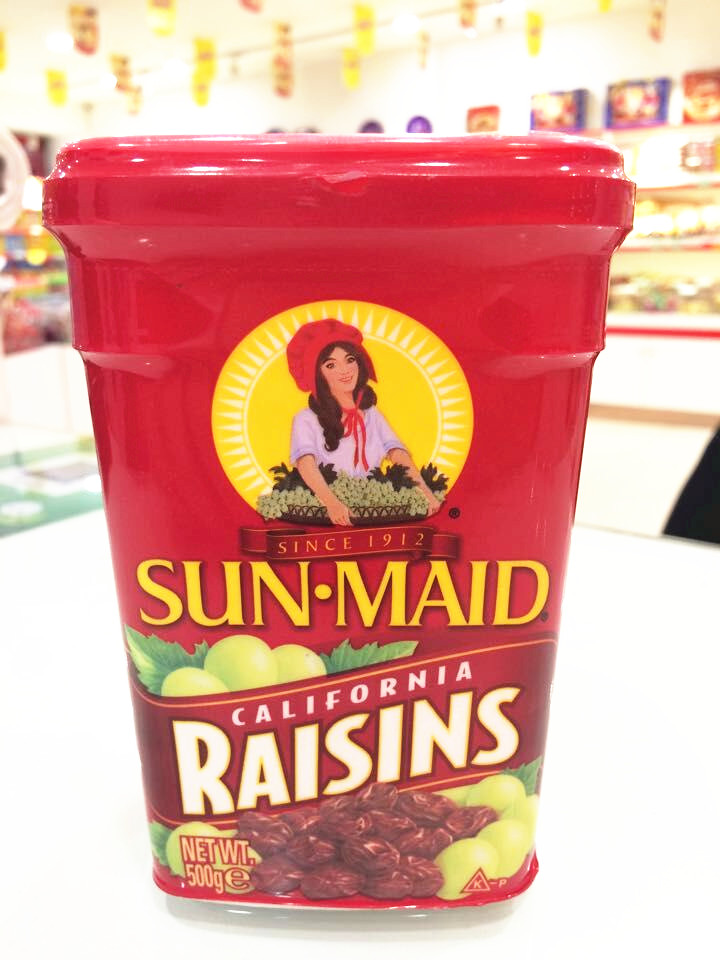 ®
SINCE 1912
SUN·MAID®
CALIFORNIA
RAISINS
NET WT.
500g e
K-P